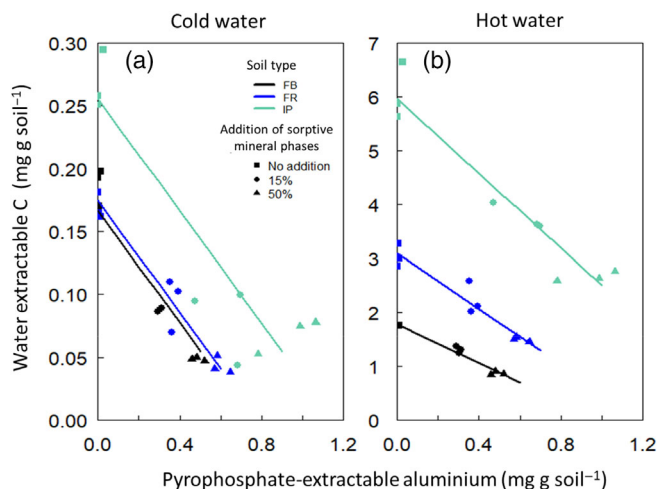 Cold water
Hot water
(a)
(b)
Soil type
FB
FR
IP
Addition of sorptive
mineral phases
No addition
15%
50%
Water extractable C (mg g soil⁻¹)
0.30
0.25
0.20
0.15
0.10
0.05
0.00
7
6
5
4
3
2
1
0
0.0
0.4
0.8
1.2
0.0
0.4
0.8
1.2
Pyrophosphate-extractable aluminium (mg g soil⁻¹)